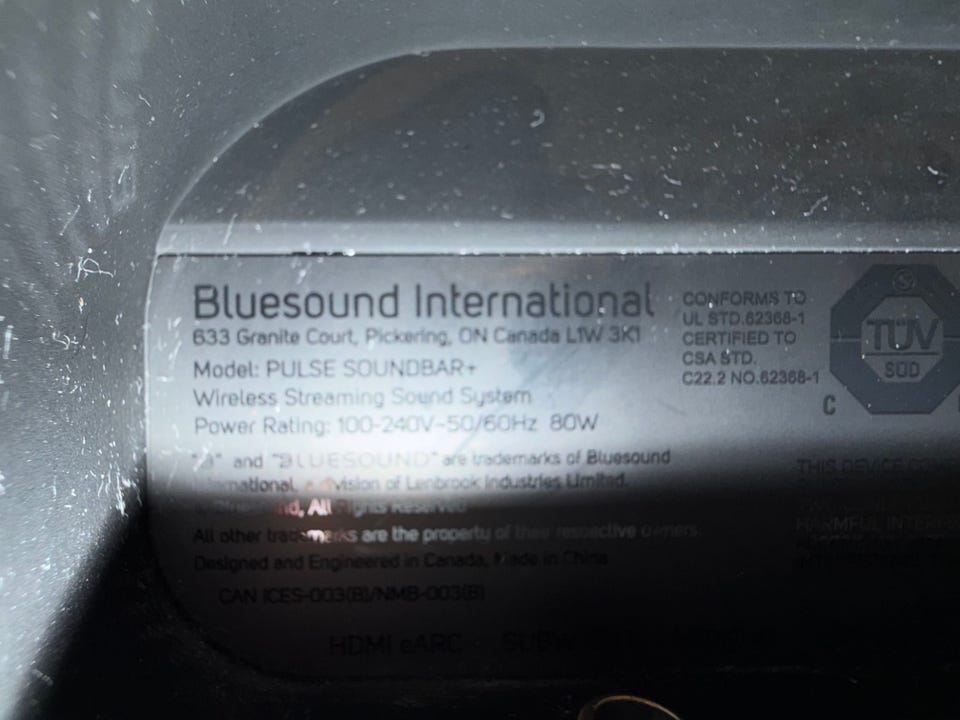 Bluesound International
633 Granite Court, Pickering, ON Canada L1W 3K1
Model: PULSE SOUNDBAR+
Wireless Streaming Sound System
Power Rating: 100-240V~50/60Hz 80W
and "BLUESOUND" are trademarks of Bluesound
division of Lenbrook Industries Limited.
All Rights Reserved
All other trademarks are the property of their respective owners.
Designed and Engineered in Canada, Made in China
CAN ICES-003(B)/NMB-003(B)
HDMI eARC
CONFORMS TO
UL STD.62368-1
CERTIFIED TO
CSA STD.
C22.2 NO.62368-1
TÜV
SÜD
C
THIS DEVICE
HARMFUL